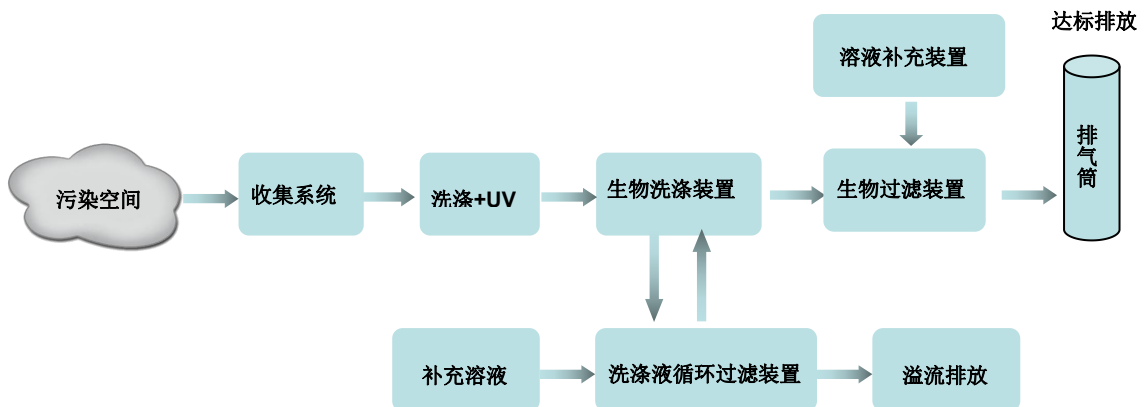 达标排放
溶液补充装置
排气筒
污染空间
收集系统
洗涤+UV
生物洗涤装置
生物过滤装置
补充溶液
洗涤液循环过滤装置
溢流排放